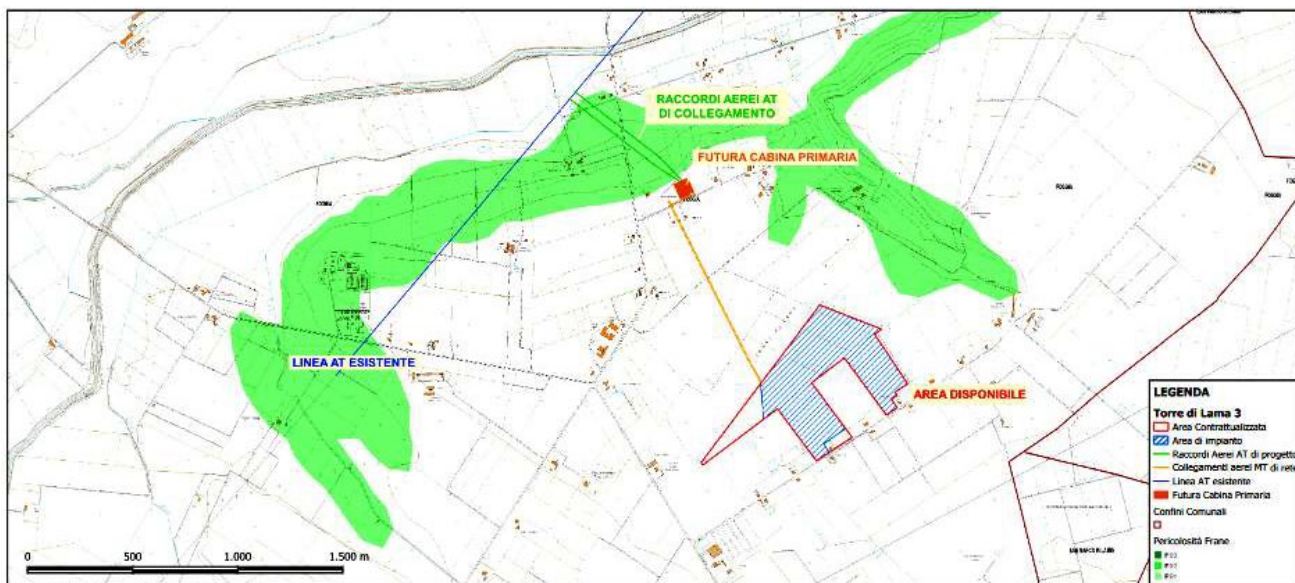 RACCORDI AEREI AT
DI COLLEGAMENTO
FUTURA CABINA PRIMARIA
LINEA AT ESISTENTE
AREA DISPONIBILE
LEGENDA
Torre di Lama 3
Area Contrattualizzata
Area di impianto
Raccordi Aerei AT di progetto
Collegamenti aerei MT di rete
Linea AT esistente
Futura Cabina Primaria
Confini Comunali
Pericolosità Frane
0 500 1.000 1.500 m